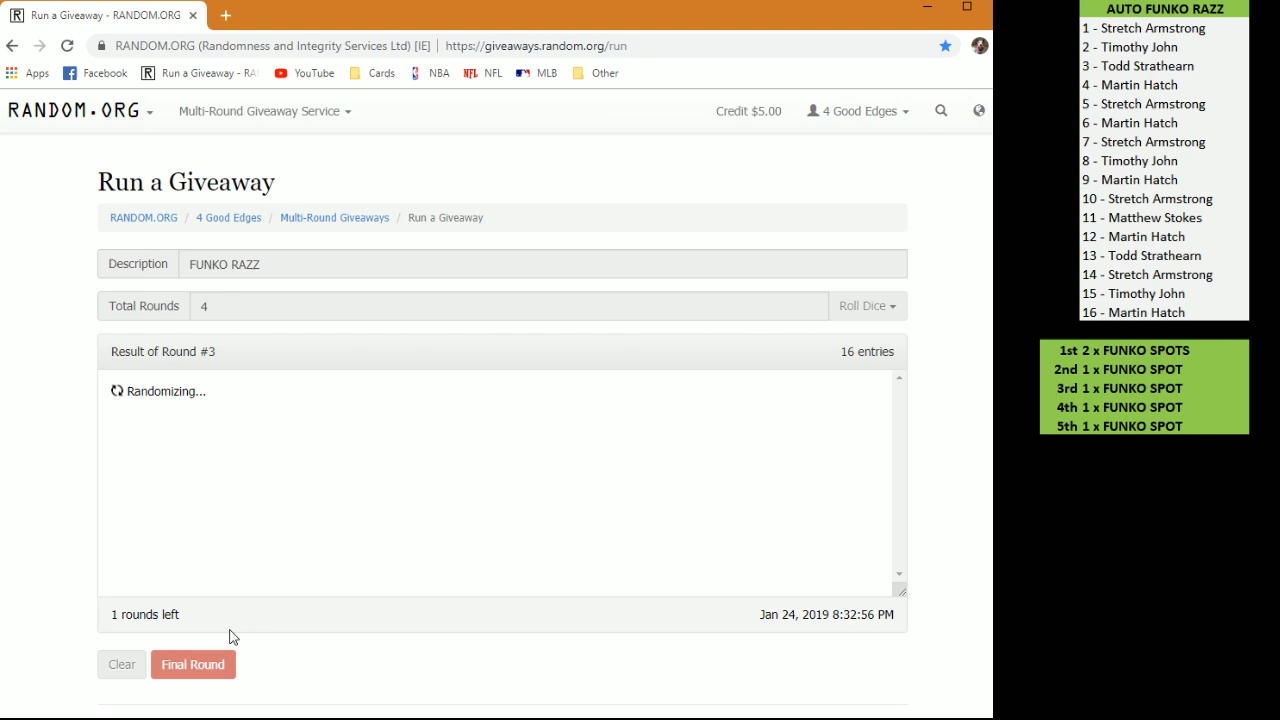 Run a Giveaway - RANDOM.ORG
RANDOM.ORG (Randomness and Integrity Services Ltd) [IE] | https://giveaways.random.org/run
Apps Facebook Run a Giveaway - RA YouTube Cards NBA NFL MLB Other
RANDOM.ORG Multi-Round Giveaway Service Credit $5.00 4 Good Edges
Run a Giveaway
RANDOM.ORG / 4 Good Edges / Multi-Round Giveaways / Run a Giveaway
Description FUNKO RAZZ
Total Rounds 4 Roll Dice
Result of Round #3 16 entries
Randomizing...
1 rounds left Jan 24, 2019 8:32:56 PM
Clear Final Round
AUTO FUNKO RAZZ
1 - Stretch Armstrong
2 - Timothy John
3 - Todd Strathearn
4 - Martin Hatch
5 - Stretch Armstrong
6 - Martin Hatch
7 - Stretch Armstrong
8 - Timothy John
9 - Martin Hatch
10 - Stretch Armstrong
11 - Matthew Stokes
12 - Martin Hatch
13 - Todd Strathearn
14 - Stretch Armstrong
15 - Timothy John
16 - Martin Hatch
1st 2 x FUNKO SPOTS
2nd 1 x FUNKO SPOT
3rd 1 x FUNKO SPOT
4th 1 x FUNKO SPOT
5th 1 x FUNKO SPOT